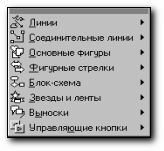 Линии
Соединительные линии
Основные фигуры
Фигурные стрелки
Блок-схема
Звезды и ленты
Выноски
Управляющие кнопки